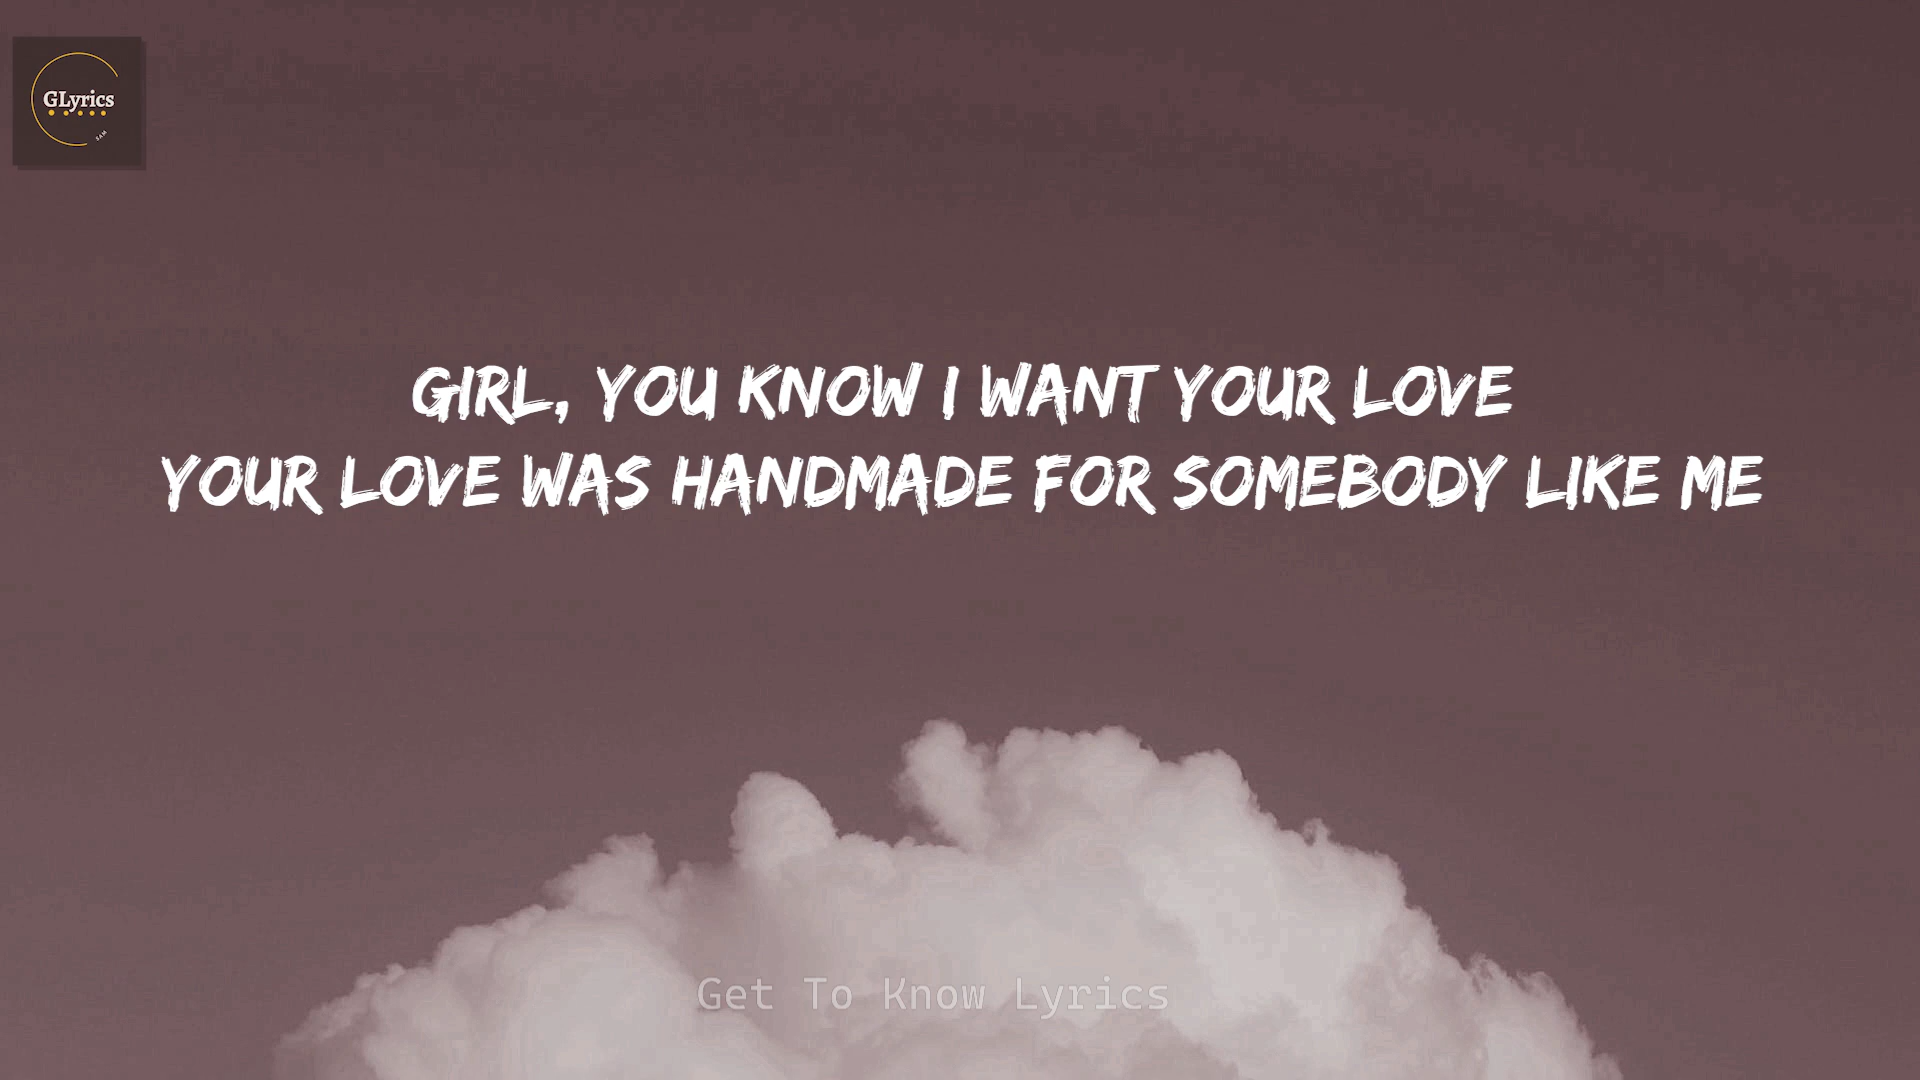 GLyrics
SAM
GIRL, YOU KNOW I WANT YOUR LOVE
YOUR LOVE WAS HANDMADE FOR SOMEBODY LIKE ME
Get To Know Lyrics